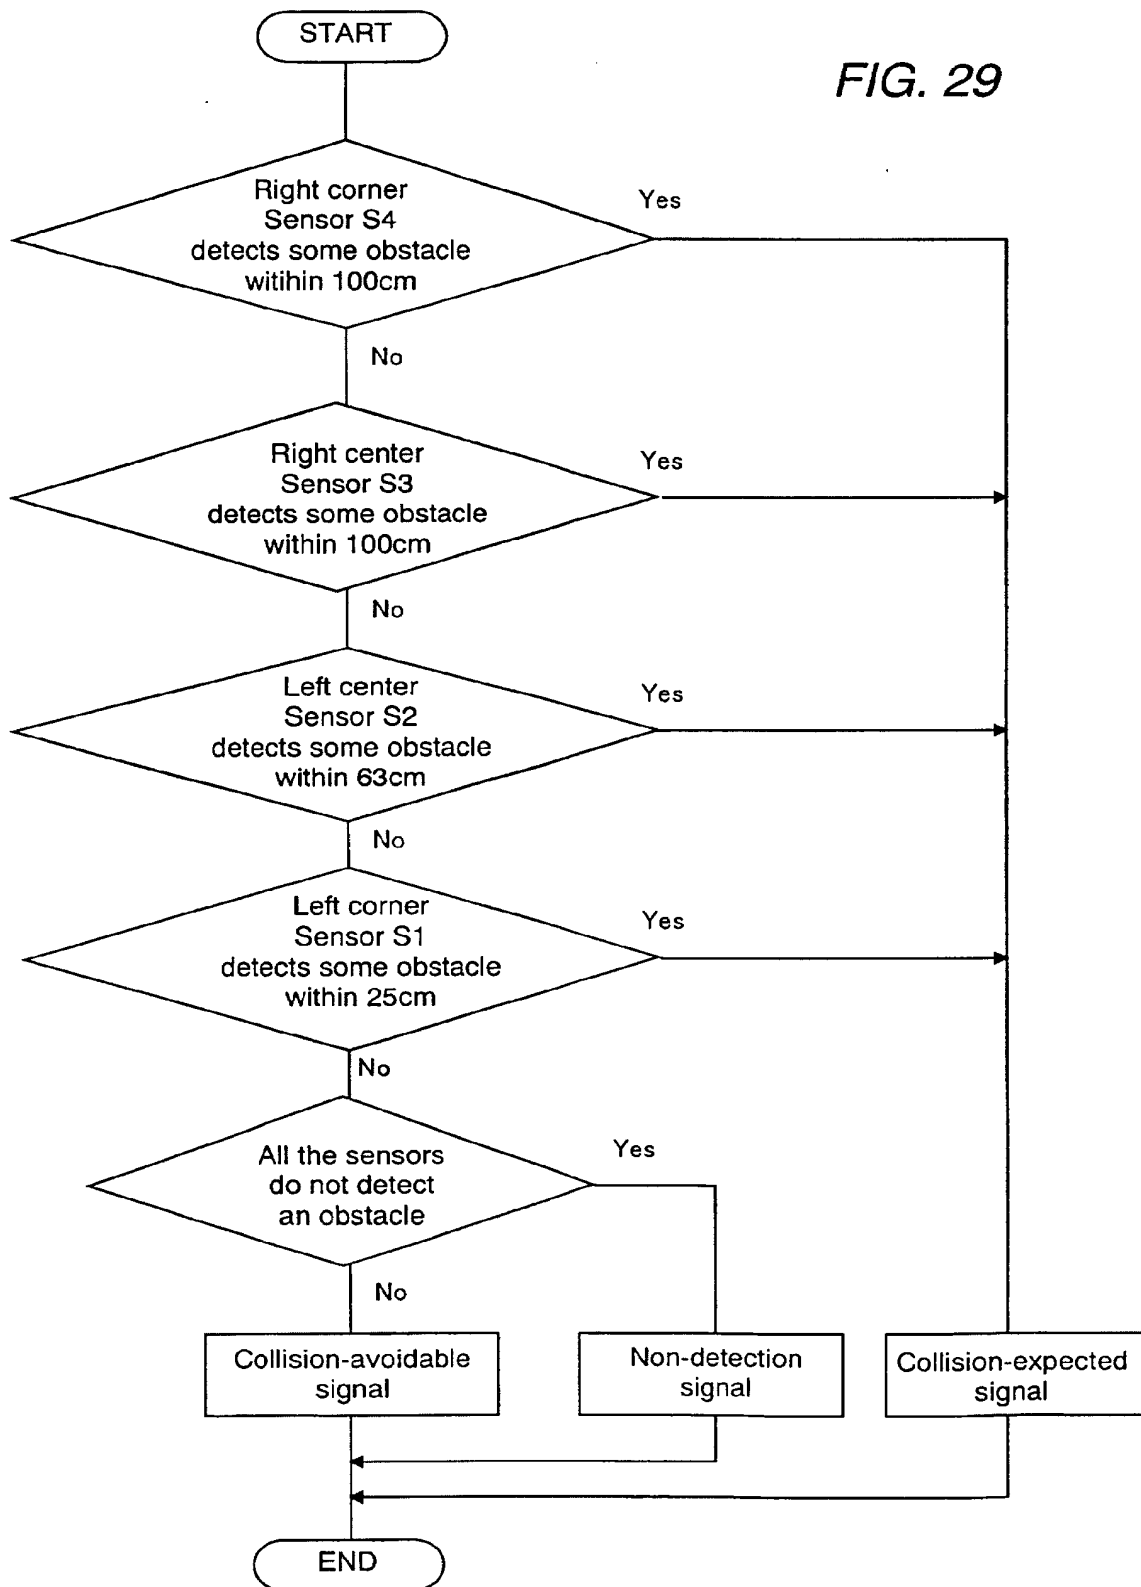 START
FIG. 29
Right corner
Sensor S4
detects some obstacle
witihin 100cm
Yes
No
Right center
Sensor S3
detects some obstacle
within 100cm
Yes
No
Left center
Sensor S2
detects some obstacle
within 63cm
Yes
No
Left corner
Sensor S1
detects some obstacle
within 25cm
Yes
No
All the sensors
do not detect
an obstacle
Yes
No
Collision-avoidable
signal
Non-detection
signal
Collision-expected
signal
END